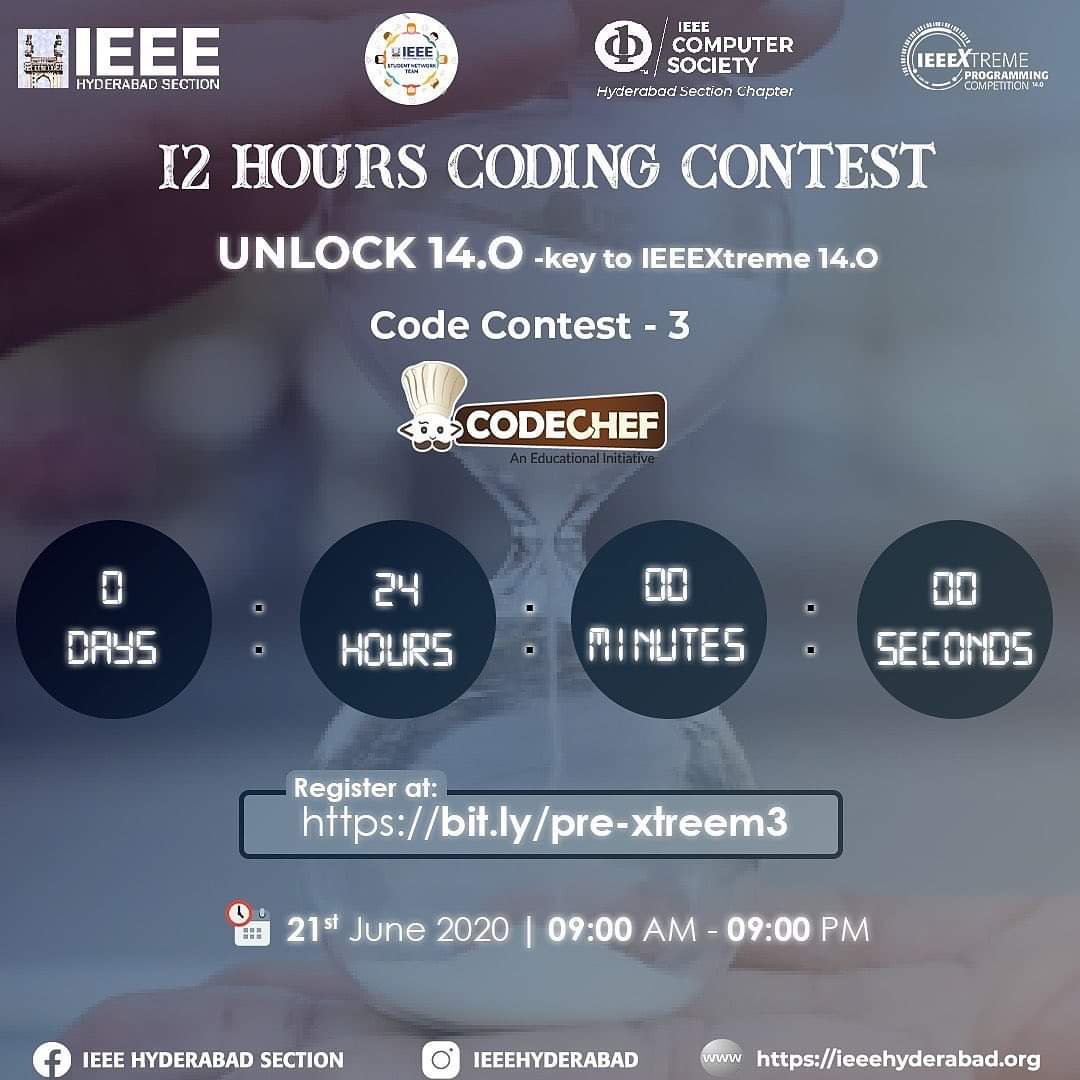 IEEE
HYDERABAD SECTION
IEEE
STUDENT NETWORK
TEAM
IEEE
COMPUTER
SOCIETY
Hyderabad Section Chapter
IEEEXTREME
PROGRAMMING
COMPETITION 14.0
12 HOURS CODING CONTEST
UNLOCK 14.O -key to IEEEXtreme 14.O
Code Contest - 3
CODECHEF
An Educational Initiative
0 : 24 : 00 : 00
DAYS HOURS MINUTES SECONDS
Register at:
https://bit.ly/pre-xtreem3
21st June 2020 | 09:00 AM - 09:00 PM
IEEE HYDERABAD SECTION IEEEHYDERABAD www https://ieeehyderabad.org